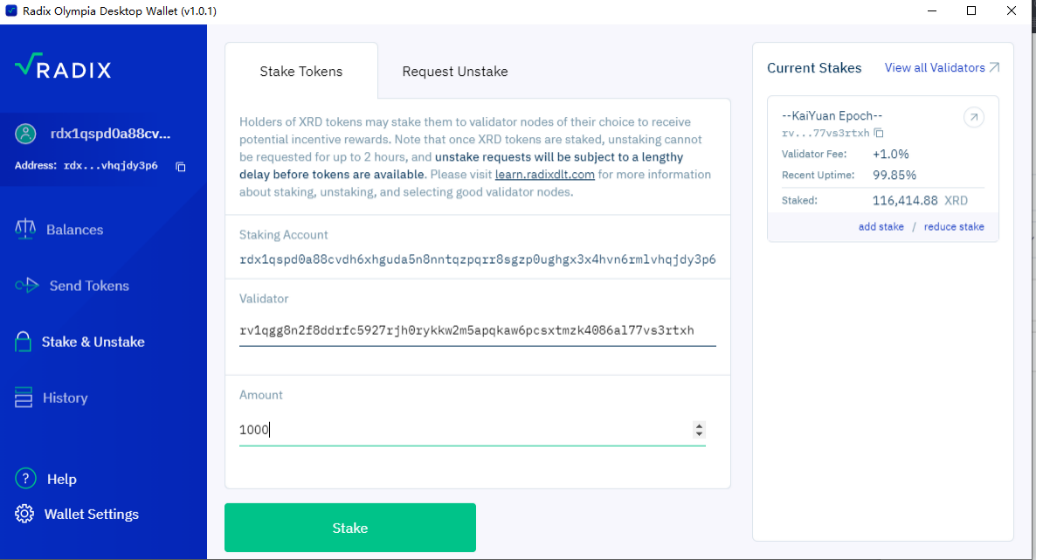 Radix Olympia Desktop Wallet (v1.0.1)
RADIX
rdx1qspd0a88cv...
Address: rdx...vhqjdy3p6
Balances
Send Tokens
Stake & Unstake
History
Help
Wallet Settings
Stake Tokens
Request Unstake
Holders of XRD tokens may stake them to validator nodes of their choice to receive
potential incentive rewards. Note that once XRD tokens are staked, unstaking cannot
be requested for up to 2 hours, and unstake requests will be subject to a lengthy
delay before tokens are available. Please visit learn.radixdlt.com for more information
about staking, unstaking, and selecting good validator nodes.
Staking Account
rdx1qspd0a88cvdh6xhguda5n8nntqzpqrr8sgzp0ughgx3x4hvn6rmlvhqjdy3p6
Validator
rv1qgg8n2f8ddrfc5927rjh0rykkw2m5apqkaw6pcsxtmzk4086al77vs3rtxh
Amount
1000
Stake
Current Stakes
View all Validators
--KaiYuan Epoch--
rv...77vs3rtxh
Validator Fee: +1.0%
Recent Uptime: 99.85%
Staked: 116,414.88 XRD
add stake / reduce stake